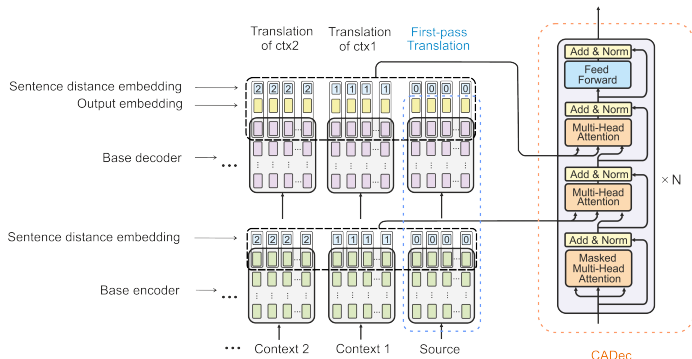 Translation of ctx2
Translation of ctx1
First-pass Translation
Sentence distance embedding
2 2 2 2
1 1 1 1
0 0 0 0
Output embedding
Base decoder
...
Sentence distance embedding
2 2 2 2
1 1 1 1
0 0 0 0
Base encoder
...
... Context 2
Context 1
Source
Add & Norm
Feed Forward
Add & Norm
Multi-Head Attention
Add & Norm
Multi-Head Attention
Add & Norm
Masked Multi-Head Attention
× N
CADec